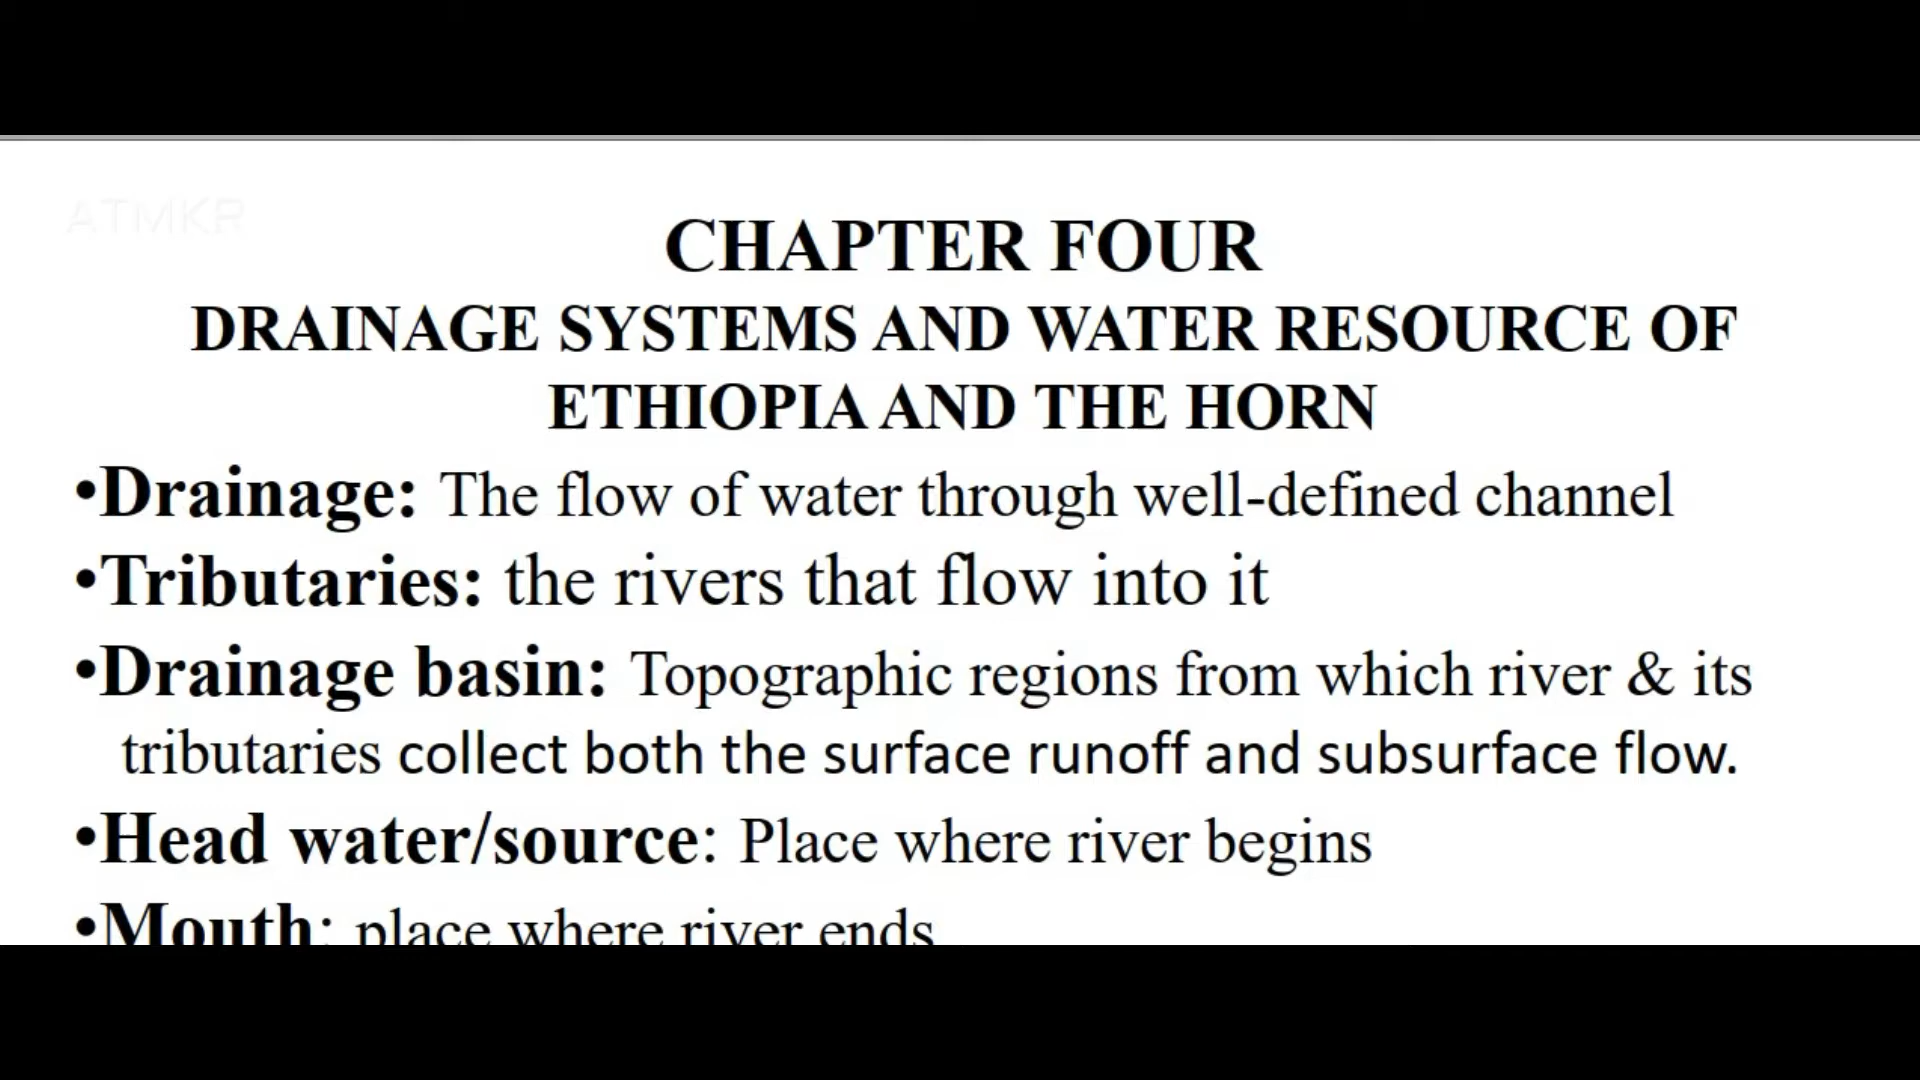 ATMKR
CHAPTER FOUR
DRAINAGE SYSTEMS AND WATER RESOURCE OF
ETHIOPIA AND THE HORN
•Drainage: The flow of water through well-defined channel
•Tributaries: the rivers that flow into it
•Drainage basin: Topographic regions from which river & its
tributaries collect both the surface runoff and subsurface flow.
•Head water/source: Place where river begins
•Mouth: place where river ends